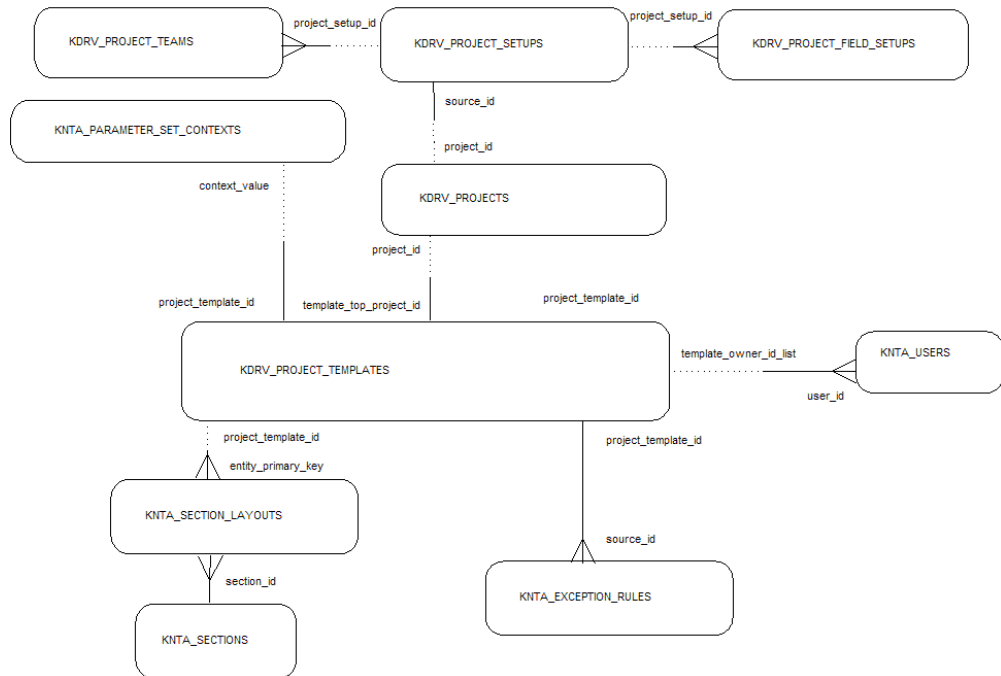 project_setup_id
project_setup_id
KDRV_PROJECT_TEAMS
KDRV_PROJECT_SETUPS
KDRV_PROJECT_FIELD_SETUPS
source_id
KNTA_PARAMETER_SET_CONTEXTS
project_id
context_value
KDRV_PROJECTS
project_id
project_template_id
template_top_project_id
project_template_id
template_owner_id_list
KNTA_USERS
KDRV_PROJECT_TEMPLATES
user_id
project_template_id
project_template_id
entity_primary_key
KNTA_SECTION_LAYOUTS
source_id
section_id
KNTA_EXCEPTION_RULES
KNTA_SECTIONS